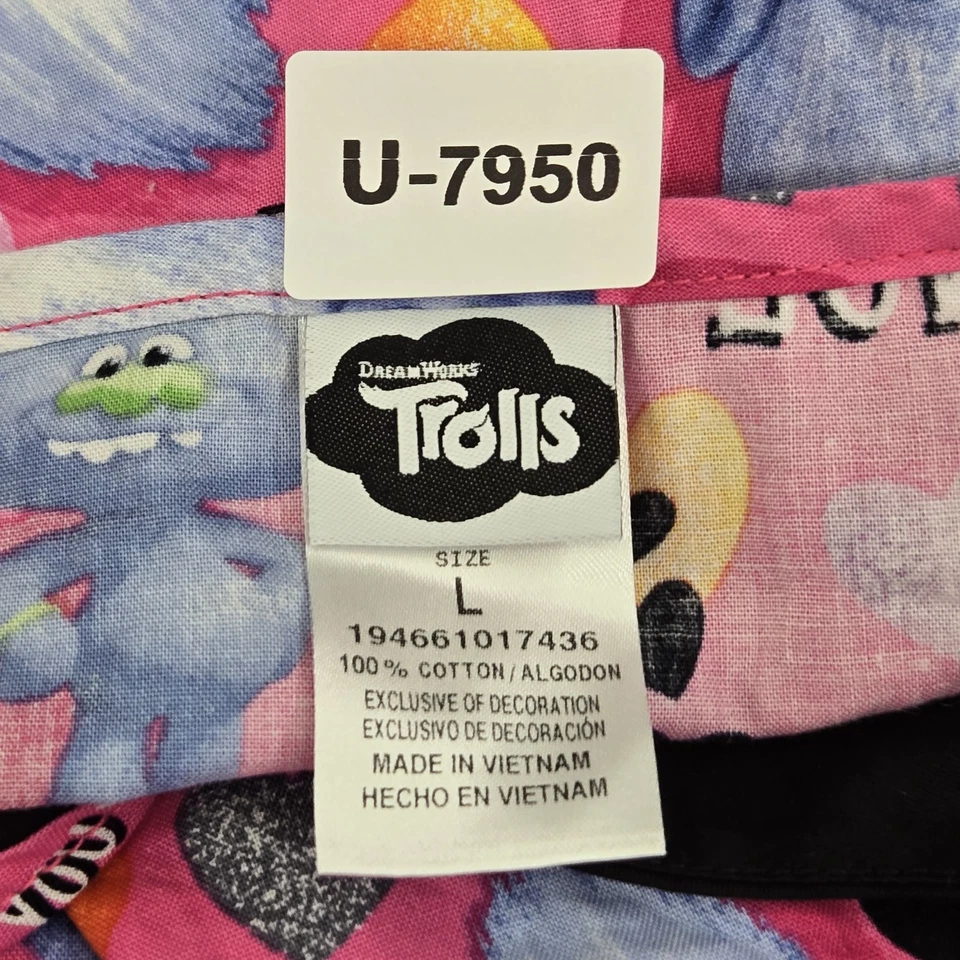 U-7950
DREAMWORKS
Trolls
SIZE
L
194661017436
100% COTTON/ALGODON
EXCLUSIVE OF DECORATION
EXCLUSIVO DE DECORACIÓN
MADE IN VIETNAM
HECHO EN VIETNAM
YOU